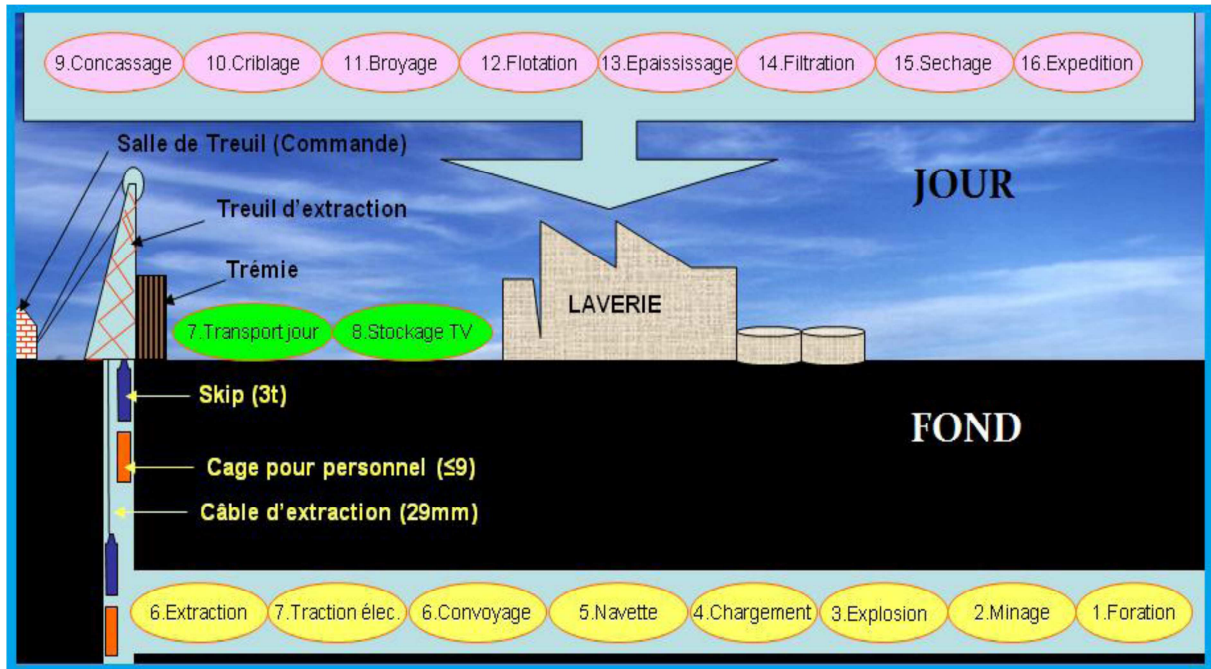 9.Concassage
10.Criblage
11.Broyage
12.Flotation
13.Epaississage
14.Filtration
15.Sechage
16.Expedition
Salle de Treuil (Commande)
JOUR
Treuil d'extraction
Trémie
7.Transport jour
8.Stockage TV
LAVERIE
Skip (3t)
FOND
Cage pour personnel (≤9)
Câble d'extraction (29mm)
6.Extraction
7.Traction élec.
6.Convoyage
5.Navette
4.Chargement
3.Explosion
2.Minage
1.Foration